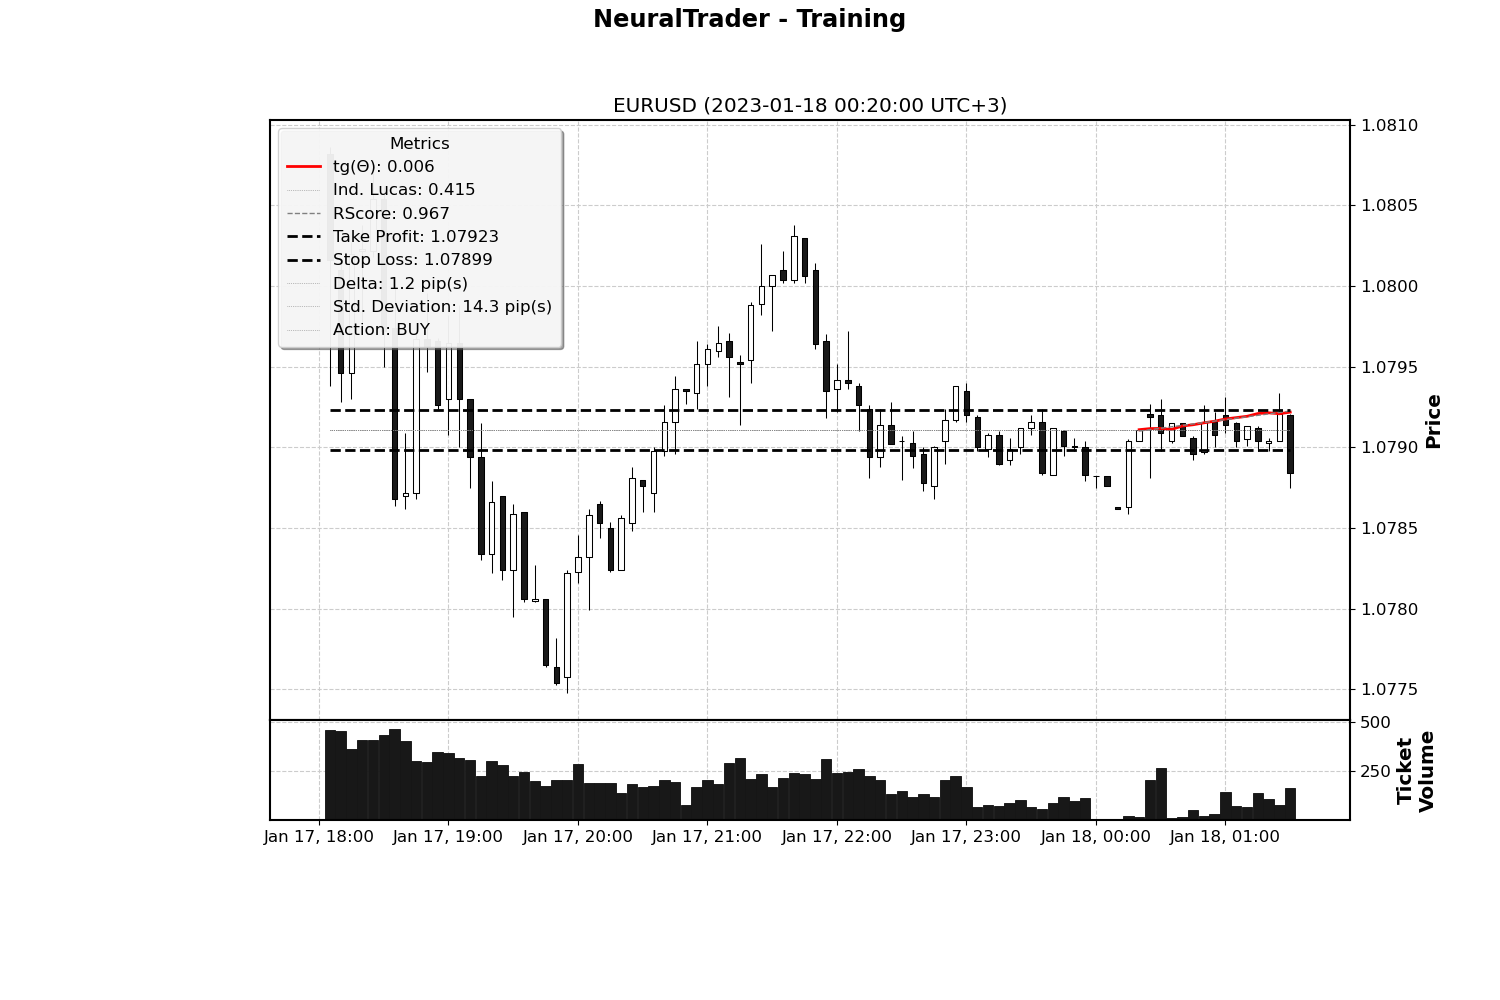 NeuralTrader - Training
EURUSD (2023-01-18 00:20:00 UTC+3)
Metrics
tg(Θ): 0.006
Ind. Lucas: 0.415
RScore: 0.967
Take Profit: 1.07923
Stop Loss: 1.07899
Delta: 1.2 pip(s)
Std. Deviation: 14.3 pip(s)
Action: BUY
1.0810
1.0805
1.0800
1.0795
1.0790
1.0785
1.0780
1.0775
Price
500
250
Ticket
Volume
Jan 17, 18:00
Jan 17, 19:00
Jan 17, 20:00
Jan 17, 21:00
Jan 17, 22:00
Jan 17, 23:00
Jan 18, 00:00
Jan 18, 01:00